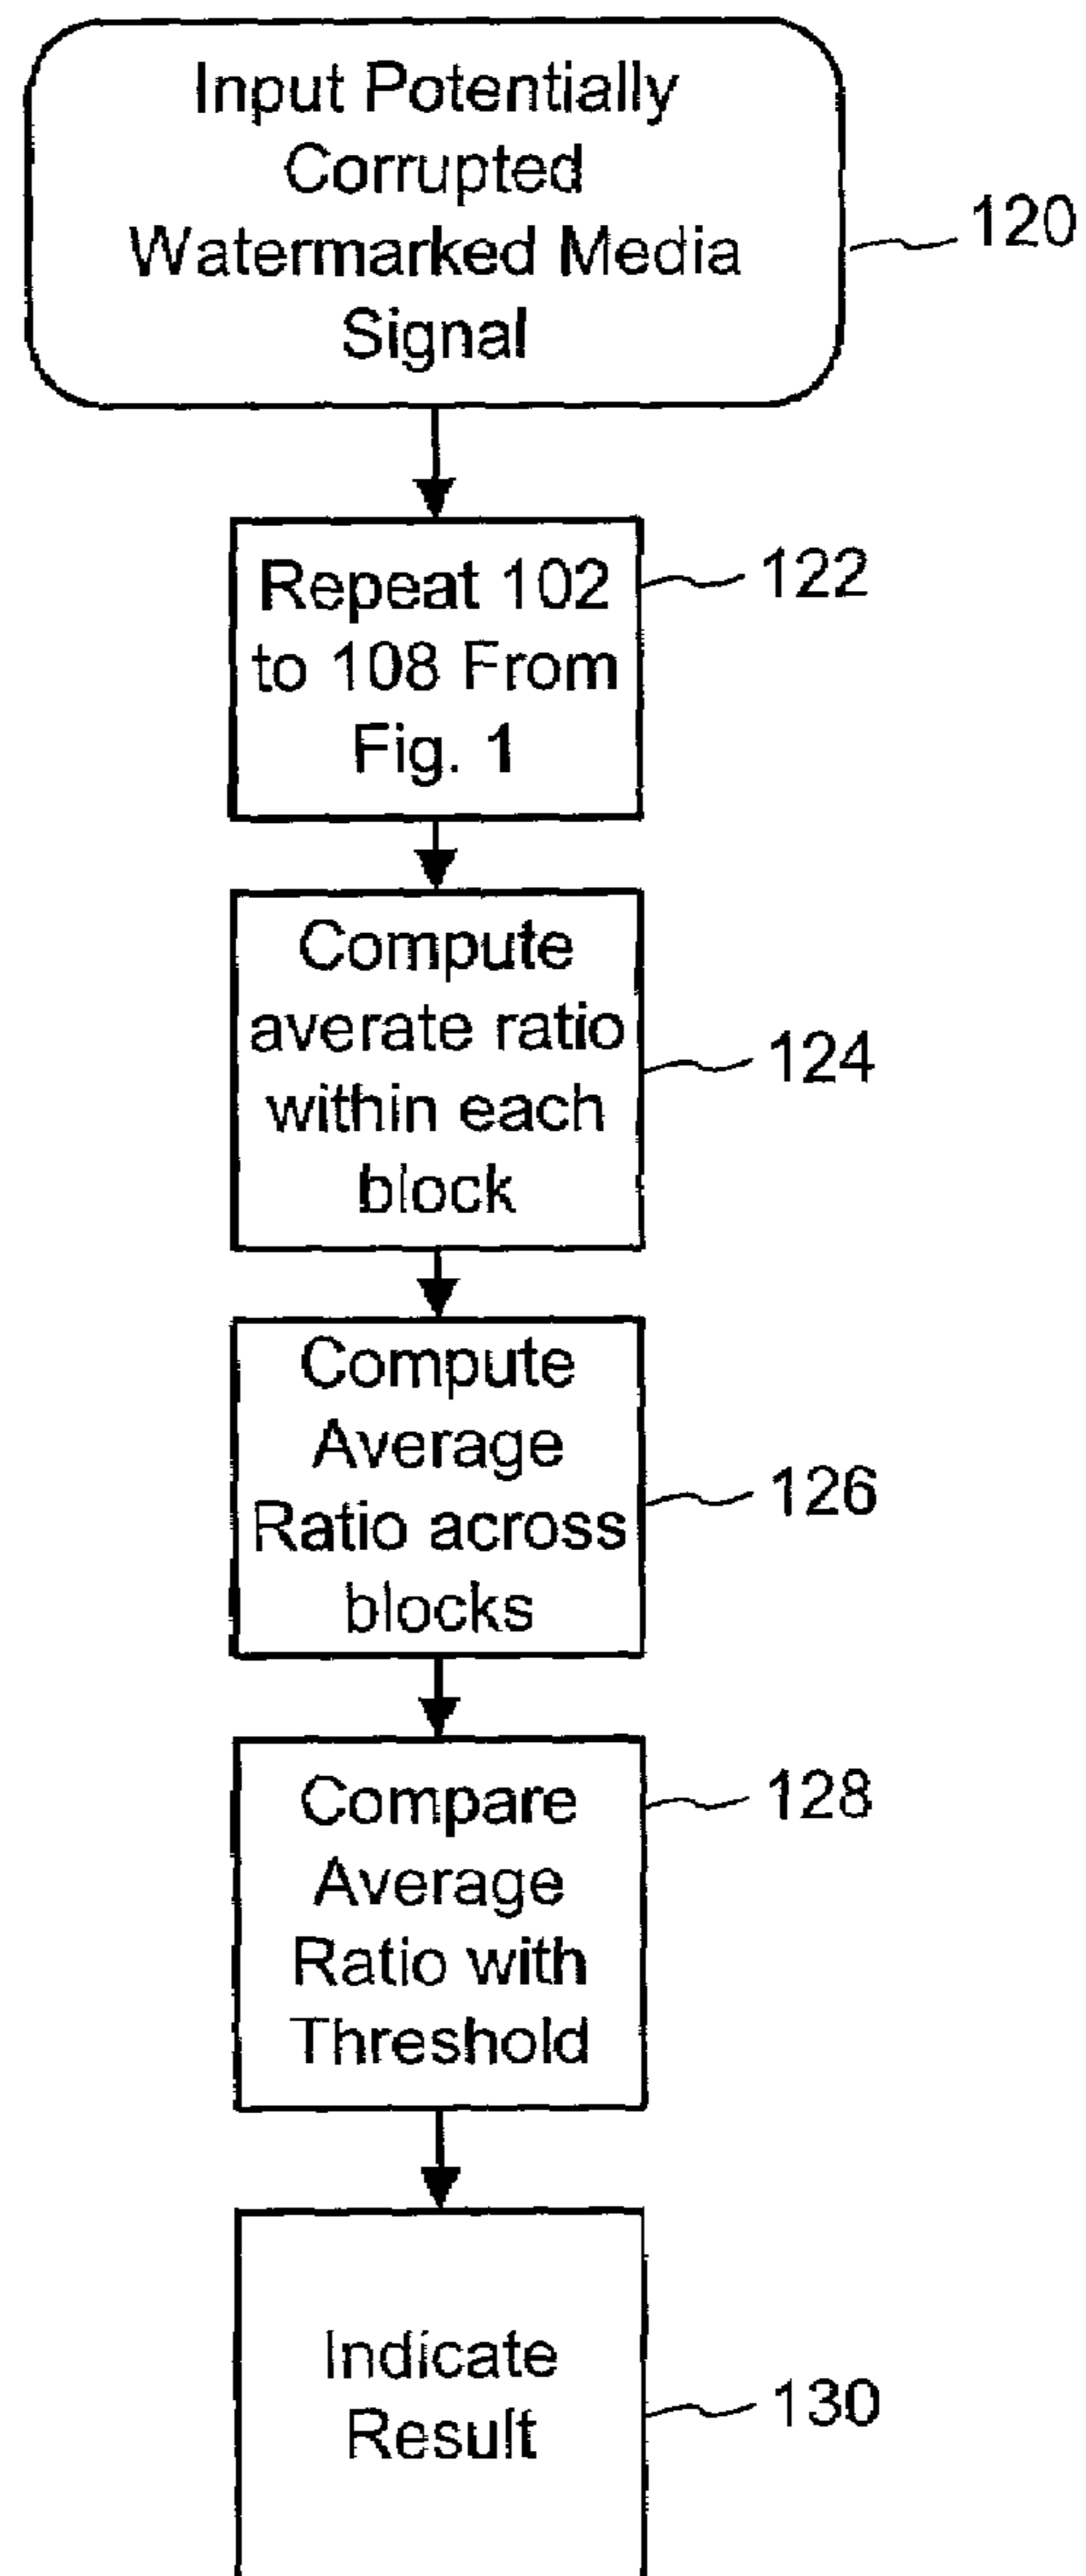 Input Potentially
Corrupted
Watermarked Media
Signal
120
Repeat 102
to 108 From
Fig. 1
122
Compute
averate ratio
within each
block
124
Compute
Average
Ratio across
blocks
126
Compare
Average
Ratio with
Threshold
128
Indicate
Result
130